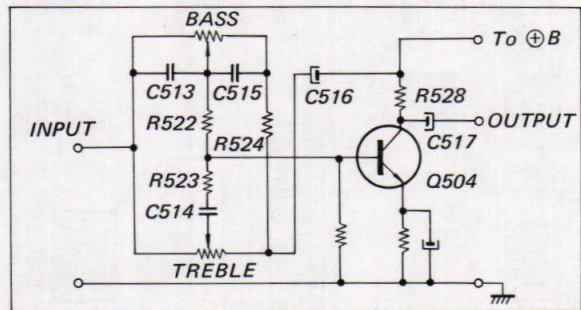 BASS
To ⊕B
C513
C515
C516
R528
INPUT
R522
R524
C517
OUTPUT
R523
Q504
C514
TREBLE